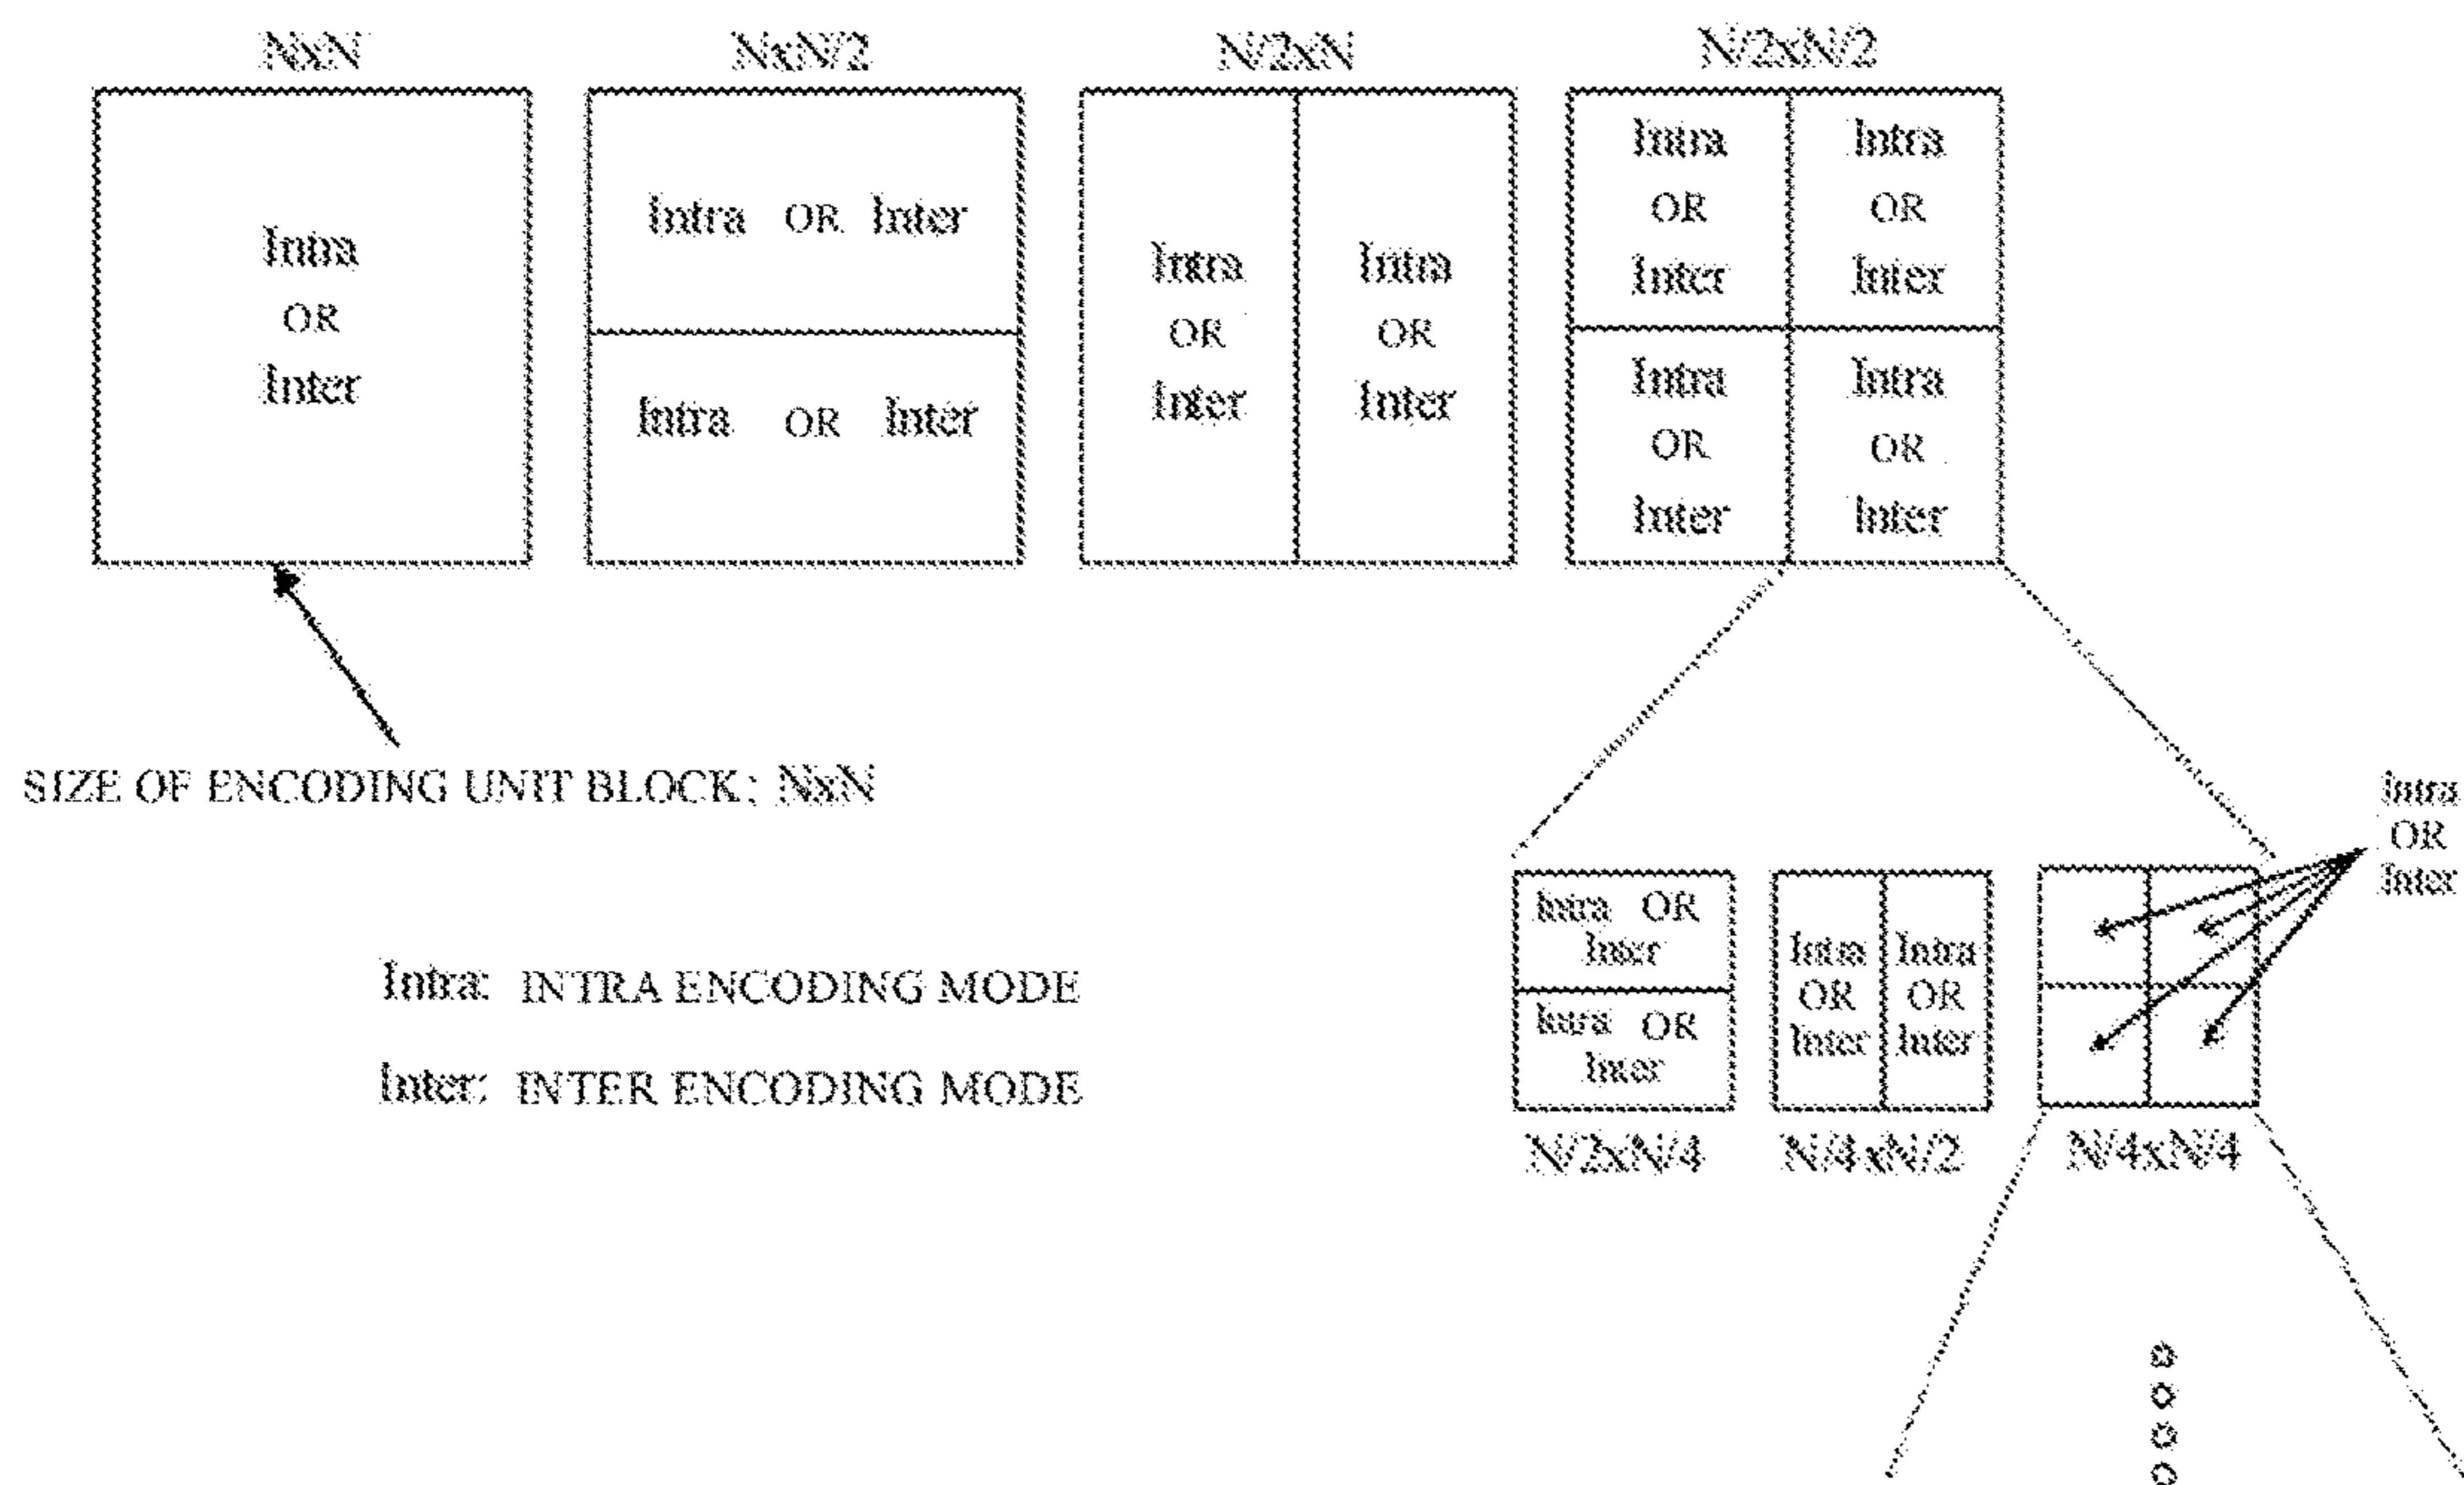 NxN
NxN/2
N/2xN
N/2xN/2
Intra
OR
Inter
Intra OR Inter
Intra OR Inter
Intra
OR
Inter
Intra
OR
Inter
Intra
OR
Inter
Intra
OR
Inter
Intra
OR
Inter
Intra
OR
Inter
SIZE OF ENCODING UNIT BLOCK: NxN
Intra
OR
Inter
Intra OR
Inter
Intra OR
Inter
Intra
OR
Inter
Intra
OR
Inter
N/2xN/4
N/4xN/2
N/4xN/4
Intra: INTRA ENCODING MODE
Inter: INTER ENCODING MODE